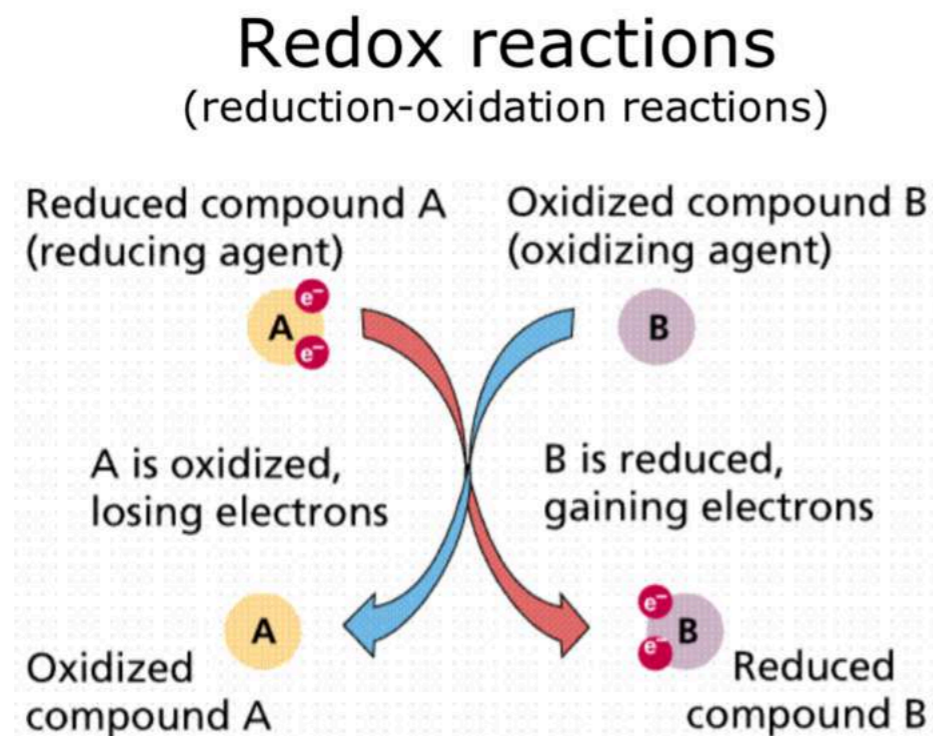 Redox reactions
(reduction-oxidation reactions)
Reduced compound A
(reducing agent)
Oxidized compound B
(oxidizing agent)
A
e⁻
e⁻
B
A is oxidized,
losing electrons
B is reduced,
gaining electrons
A
e⁻
e⁻
B
Oxidized
compound A
Reduced
compound B